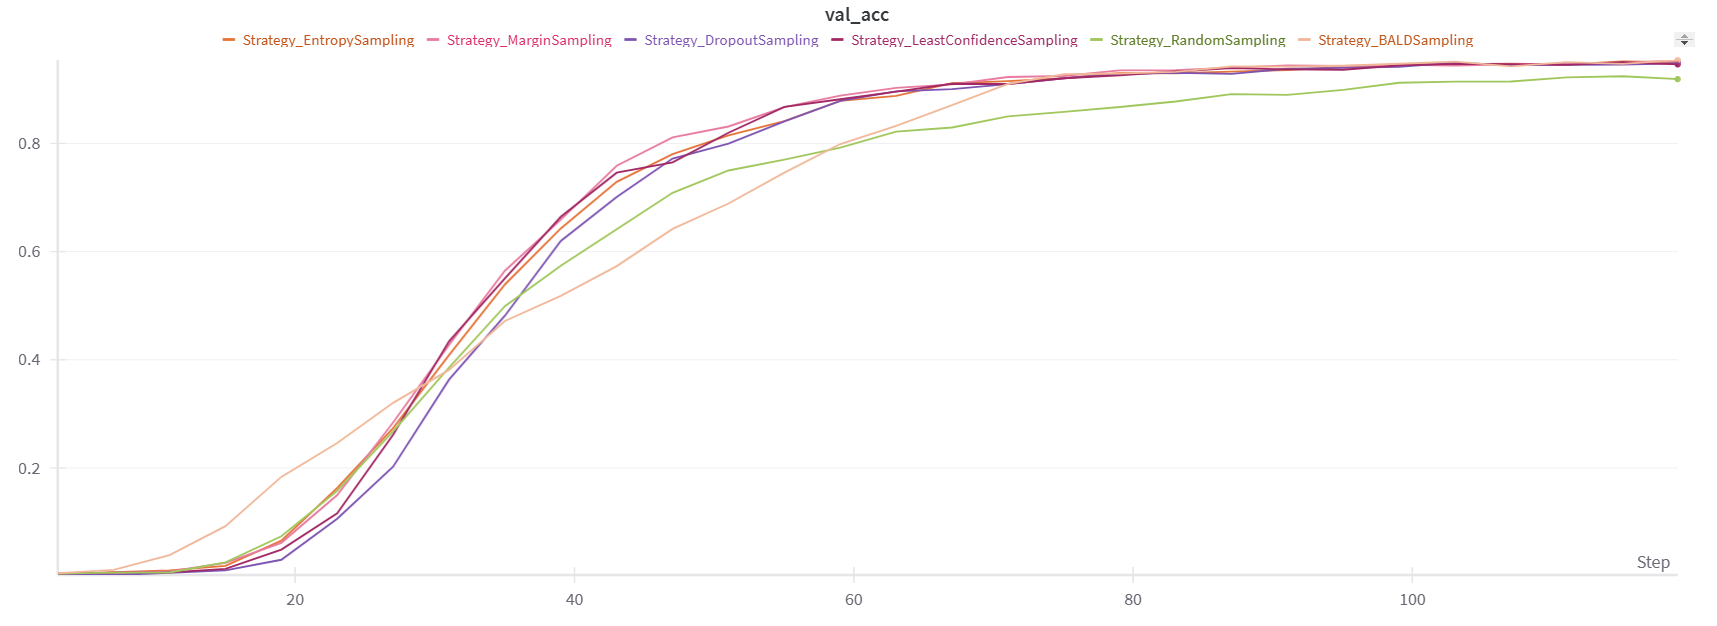 val_acc
Strategy_EntropySampling Strategy_MarginSampling Strategy_DropoutSampling Strategy_LeastConfidenceSampling Strategy_RandomSampling Strategy_BALDSampling
0.8
0.6
0.4
0.2
Step
20 40 60 80 100